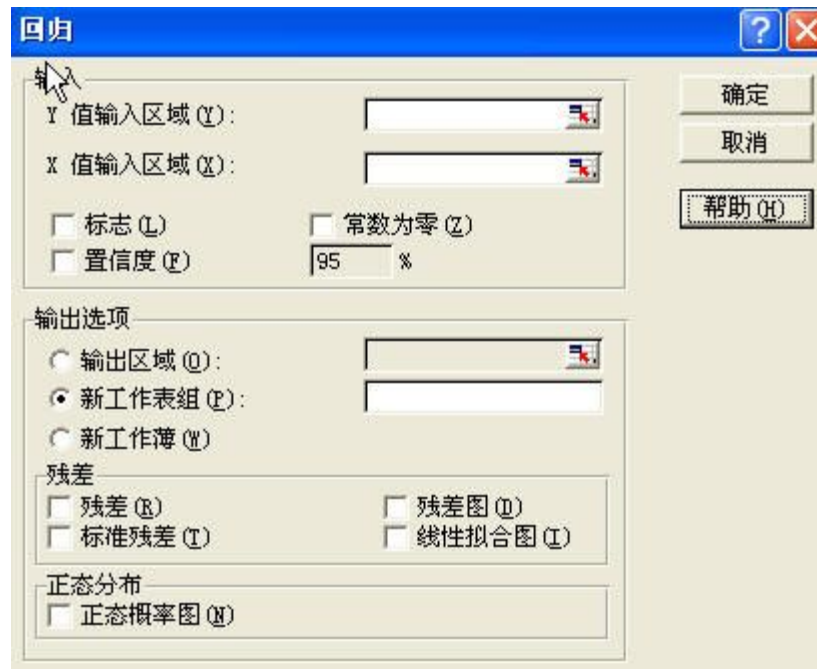 回归
输入
Y 值输入区域(Y):
X 值输入区域(X):
标志(L)
常数为零(Z)
置信度(F)
95 %
确定
取消
帮助(H)
输出选项
输出区域(O):
新工作表组(P):
新工作薄(W)
残差
残差(R)
残差图(D)
标准残差(T)
线性拟合图(I)
正态分布
正态概率图(N)